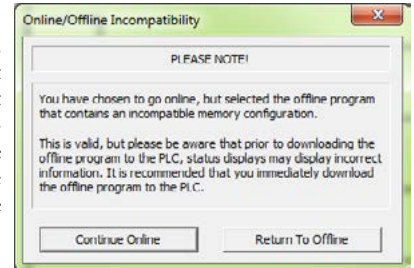 Online/Offline Incompatibility
PLEASE NOTE!
You have chosen to go online, but selected the offline program
that contains an incompatible memory configuration.
This is valid, but please be aware that prior to downloading the
offline program to the PLC, status displays may display incorrect
information. It is recommended that you immediately download
the offline program to the PLC.
Continue Online
Return To Offline